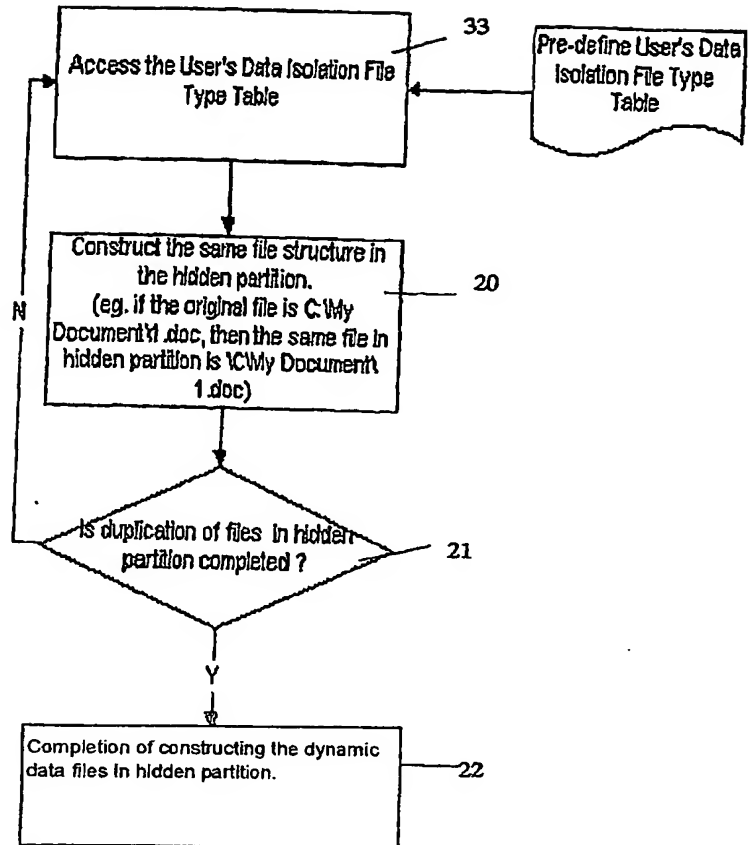 33
Access the User's Data Isolation File
Type Table
Pre-define User's Data
Isolation File Type
Table
Construct the same file structure in
the hidden partition.
(eg. if the original file is C:\My
Document\1.doc, then the same file in
hidden partition is \C\My Document\
1.doc)
20
N
Is duplication of files in hidden
partition completed ?
21
Y
Completion of constructing the dynamic
data files in hidden partition.
22